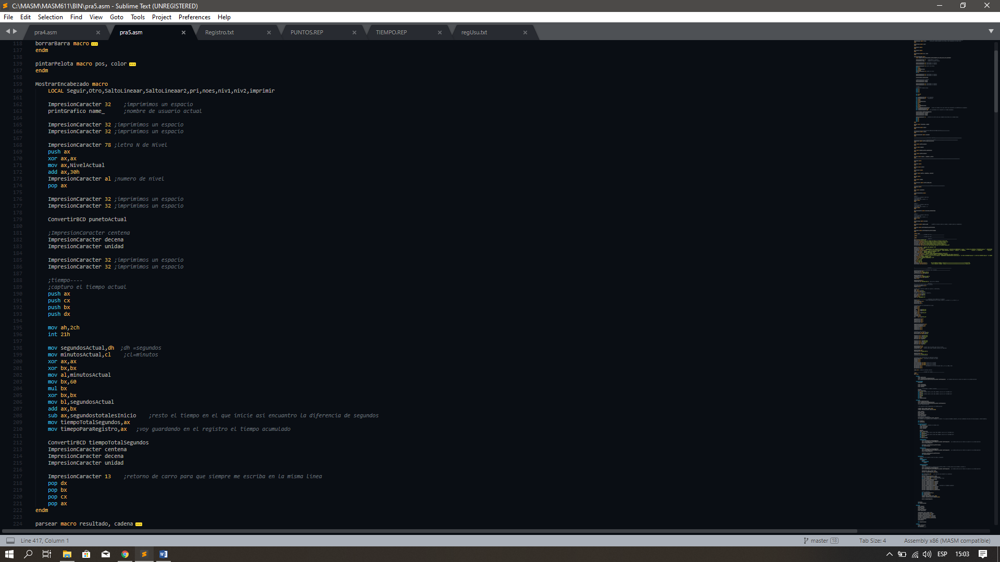 C:\MASM\MASM611\BIN\pra5.asm - Sublime Text (UNREGISTERED)
File Edit Selection Find View Goto Tools Project Preferences Help
pra4.asm pra5.asm Registro.txt PUNTOS.REP TIEMPO.REP regUsu.txt
118 borrarBarra macro
137 endm
138
139 pintarPelota macro pos, color
157 endm
158
159 MostrarEncabezado macro
160 LOCAL Seguir,Otro,SaltoLineaar,SaltoLineaar2,pri,noes,niv1,niv2,imprimir
161
162 ImpresionCaracter 32 ;imprimimos un espacio
163 printGrafico name_ ;nombre de usuario actual
164
165 ImpresionCaracter 32 ;imprimimos un espacio
166 ImpresionCaracter 32 ;imprimimos un espacio
167
168 ImpresionCaracter 78 ;letra N de Nivel
169 push ax
170 xor ax,ax
171 mov ax,NivelActual
172 add ax,30h
173 ImpresionCaracter al ;numero de nivel
174 pop ax
175
176 ImpresionCaracter 32 ;imprimimos un espacio
177 ImpresionCaracter 32 ;imprimimos un espacio
178
179 ConvertirBCD punetoActual
180
181 ;ImpresionCaracter centena
182 ImpresionCaracter decena
183 ImpresionCaracter unidad
184
185 ImpresionCaracter 32 ;imprimimos un espacio
186 ImpresionCaracter 32 ;imprimimos un espacio
187
188 ;tiempo----
189 ;capturo el tiempo actual
190 push ax
191 push cx
192 push bx
193 push dx
194
195 mov ah,2ch
196 int 21h
197
198 mov segundosActual,dh ;dh =segundos
199 mov minutosActual,cl ;cl=minutos
200 xor ax,ax
201 xor bx,bx
202 mov al,minutosActual
203 mov bx,60
204 mul bx
205 xor bx,bx
206 mov bl,segundosActual
207 add ax,bx
208 sub ax,segundostotalesInicio ;resto el tiempo en el que inicie asi encuantro la diferencia de segundos
209 mov tiempoTotalSegundos,ax
210 mov timepoParaRegistro,ax ;voy guardando en el registro el tiempo acumulado
211
212 ConvertirBCD tiempoTotalSegundos
213 ImpresionCaracter centena
214 ImpresionCaracter decena
215 ImpresionCaracter unidad
216
217 ImpresionCaracter 13 ;retorno de carro para que siempre me escriba en la misma linea
218 pop dx
219 pop bx
220 pop cx
221 pop ax
222 endm
223
224 parsear macro resultado, cadena
Line 417, Column 1 master 18 Tab Size: 4 Assembly x86 (MASM compatible)
ESP 15:03